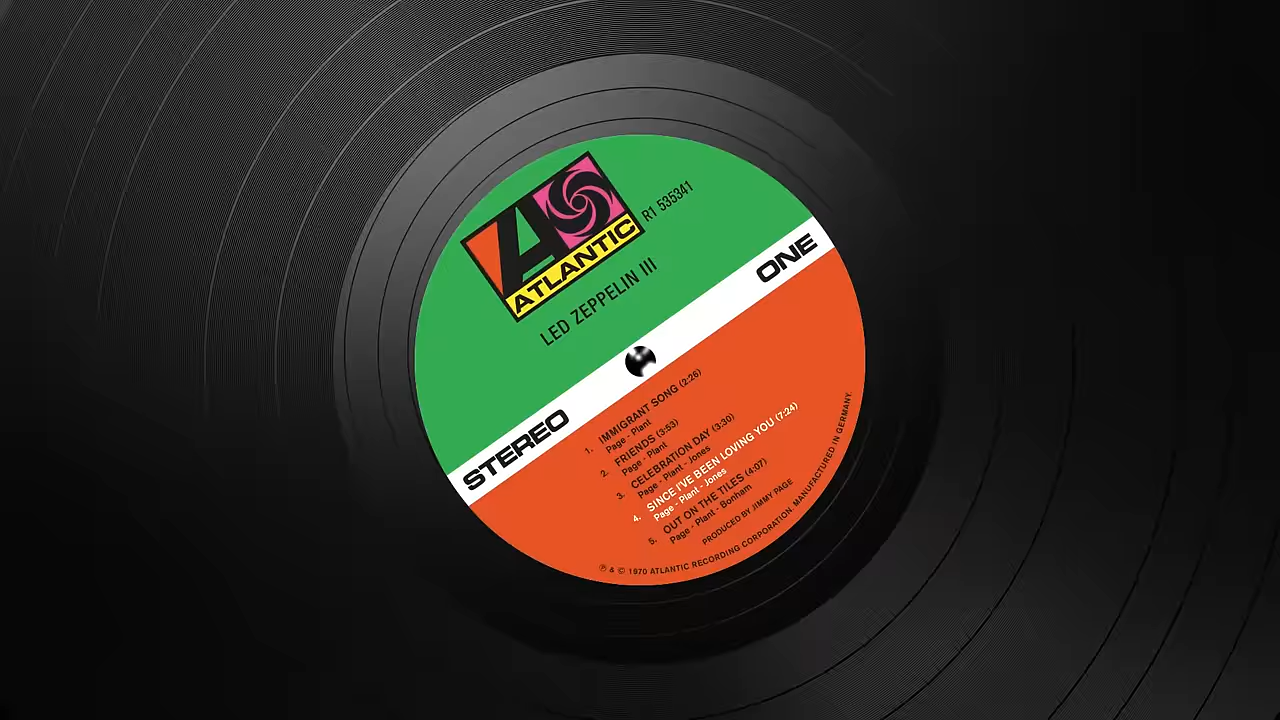 ATLANTIC
R1 535341
LED ZEPPELIN III
STEREO
ONE
1. IMMIGRANT SONG (2:26)
Page - Plant
2. FRIENDS (3:53)
Page - Plant
3. CELEBRATION DAY (3:30)
Page - Plant - Jones
4. SINCE I'VE BEEN LOVING YOU (7:24)
Page - Plant - Jones
5. OUT ON THE TILES (4:07)
Page - Plant - Bonham
PRODUCED BY JIMMY PAGE
℗ & © 1970 ATLANTIC RECORDING CORPORATION. MANUFACTURED IN GERMANY.